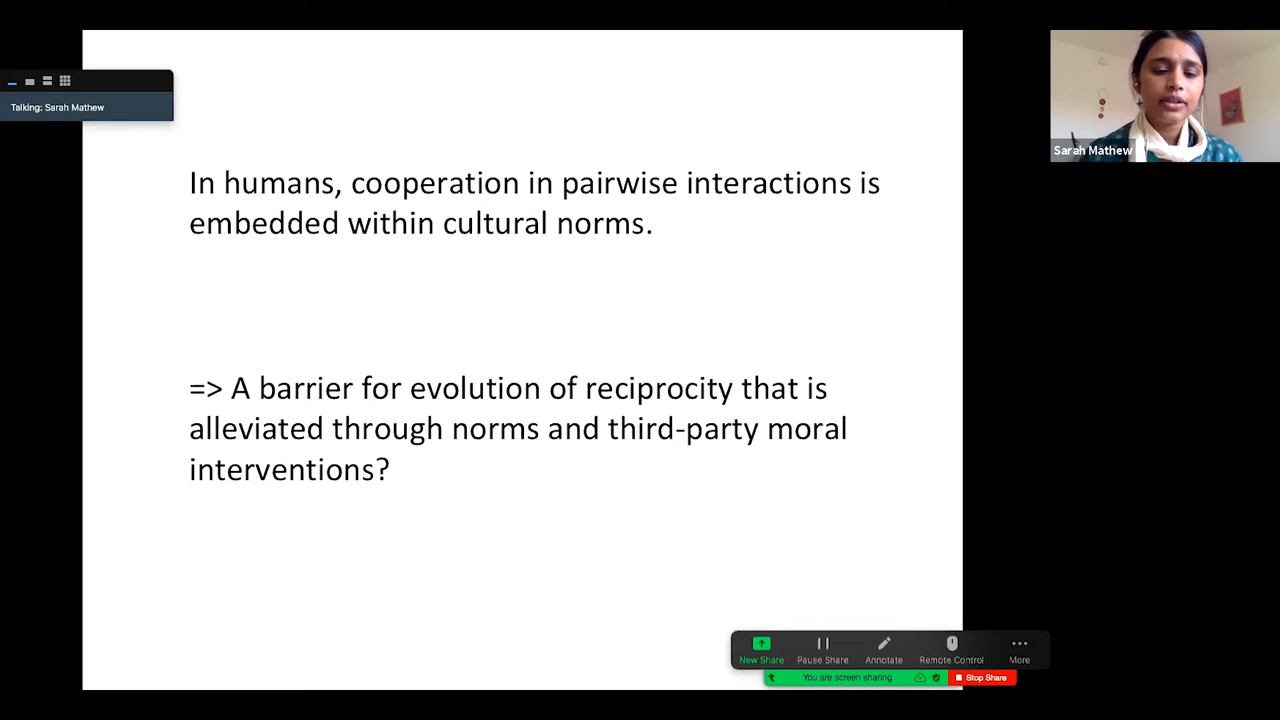 Talking: Sarah Mathew
Sarah Mathew
In humans, cooperation in pairwise interactions is
embedded within cultural norms.
=> A barrier for evolution of reciprocity that is
alleviated through norms and third-party moral
interventions?
New Share
Pause Share
Annotate
Remote Control
More
You are screen sharing
Stop Share